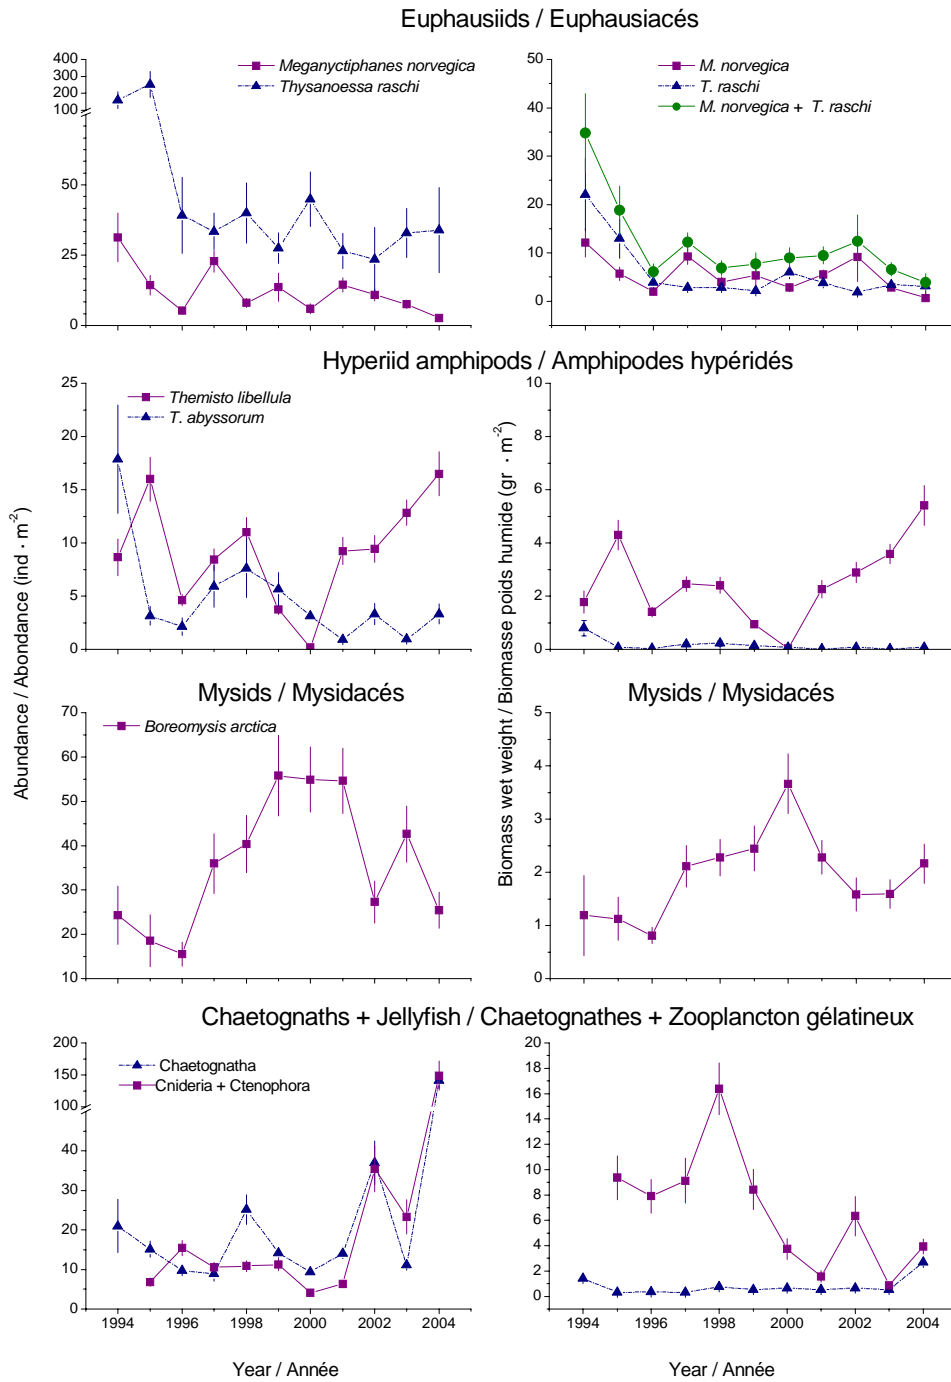 Euphausiids / Euphausiacés
400
300
200
100
50
25
0
Meganyctiphanes norvegica
Thysanoessa raschi
50
40
30
20
10
0
M. norvegica
T. raschi
M. norvegica + T. raschi
Hyperiid amphipods / Amphipodes hypéridés
25
20
15
10
5
0
Themisto libellula
T. abyssorum
10
8
6
4
2
0
Abundance / Abondance (ind · m-2)
Biomass wet weight / Biomasse poids humide (gr · m-2)
Mysids / Mysidacés
Mysids / Mysidacés
70
60
50
40
30
20
10
Boreomysis arctica
5
4
3
2
1
0
Chaetognaths + Jellyfish / Chaetognathes + Zooplancton gélatineux
200
150
100
40
30
20
10
0
Chaetognatha
Cnideria + Ctenophora
20
18
16
14
12
10
8
6
4
2
0
1994 1996 1998 2000 2002 2004
1994 1996 1998 2000 2002 2004
Year / Année
Year / Année